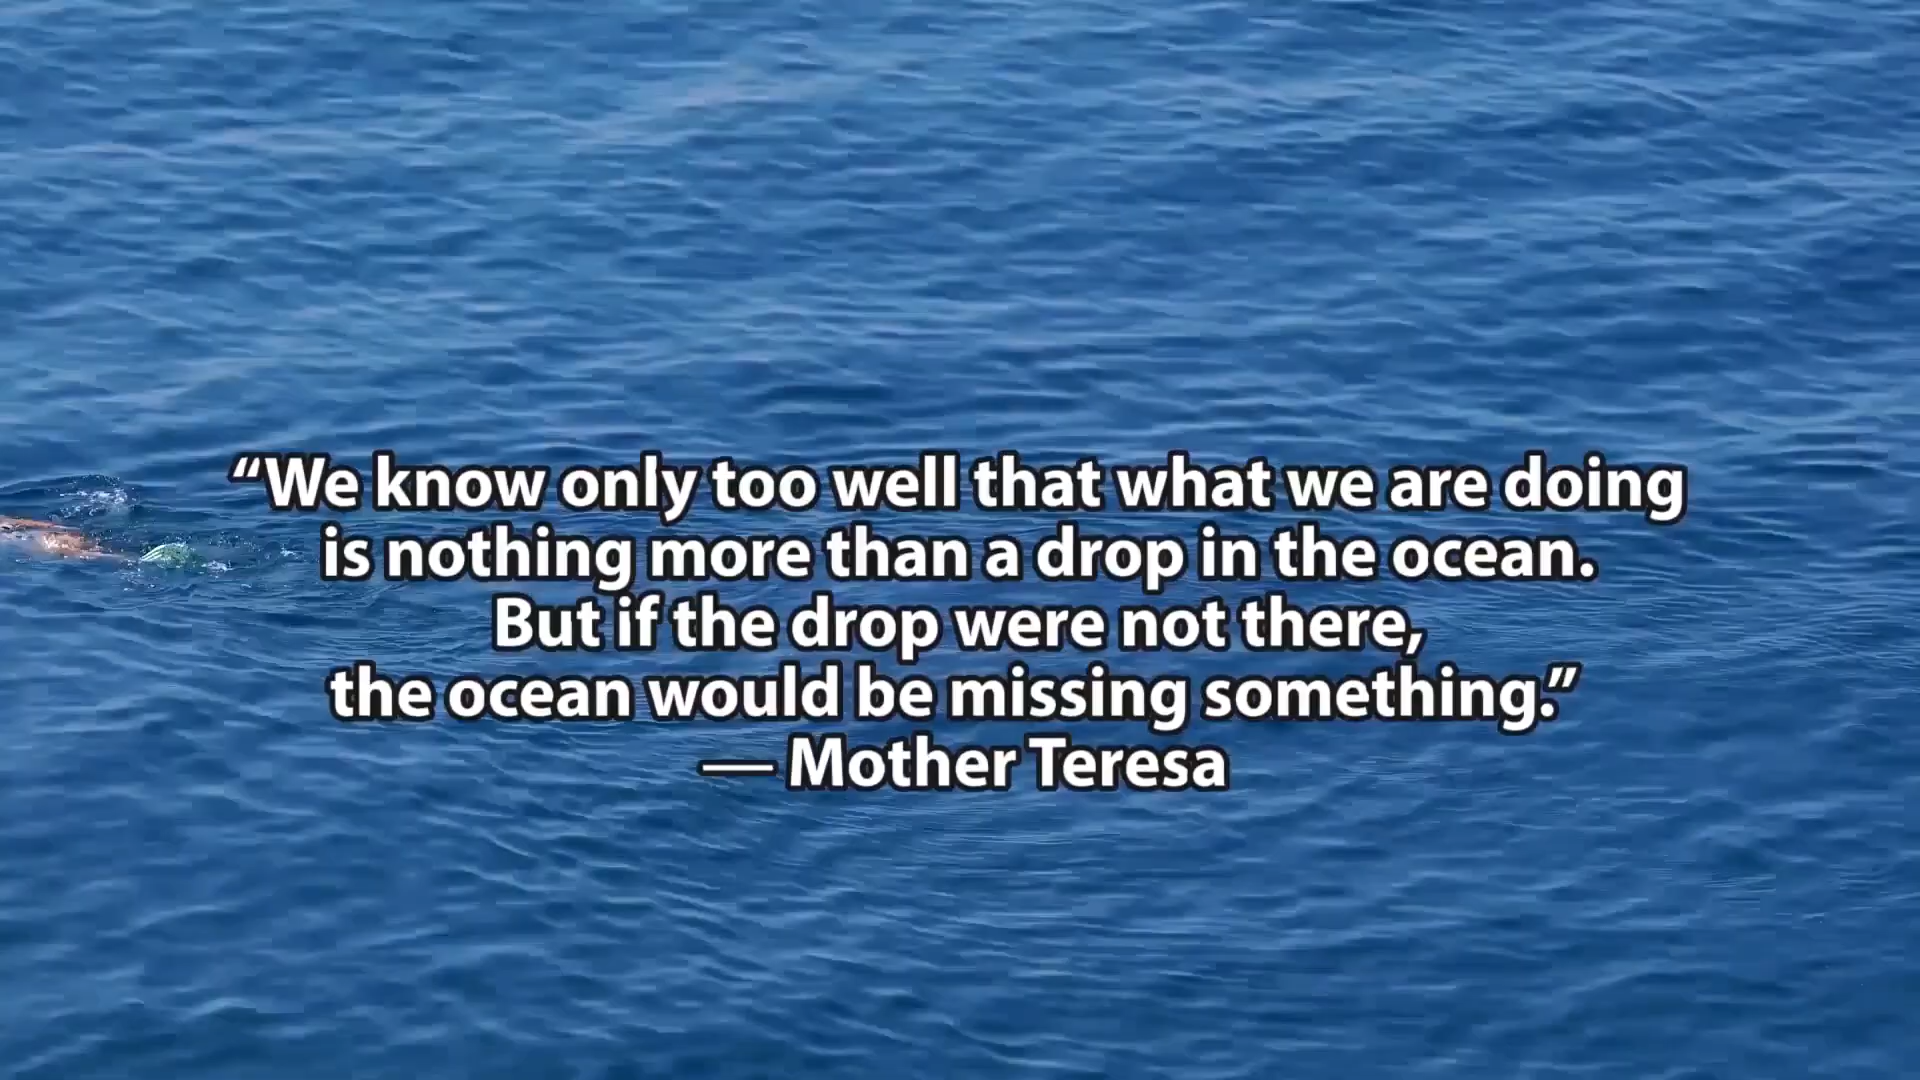 “We know only too well that what we are doing
is nothing more than a drop in the ocean.
But if the drop were not there,
the ocean would be missing something.”
— Mother Teresa